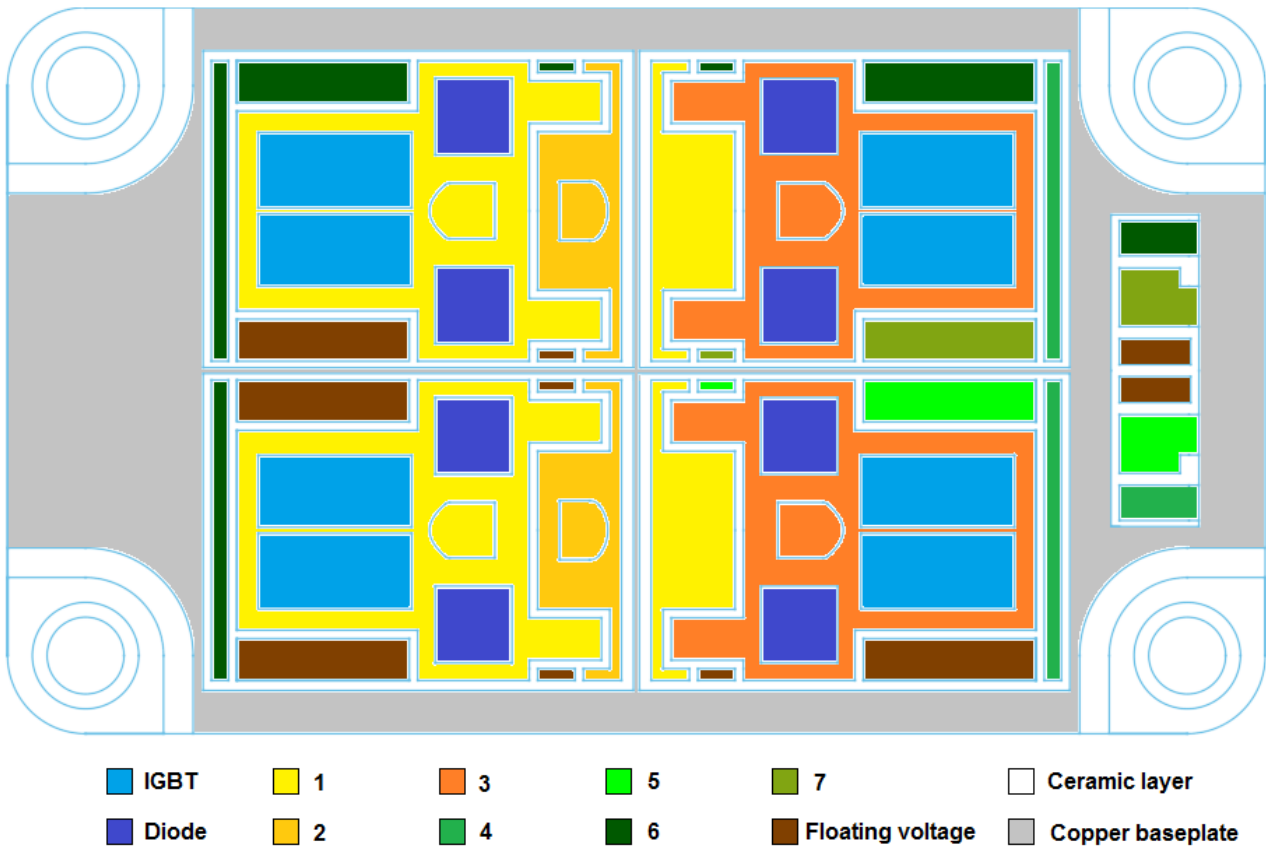 IGBT 1 3 5 7 Ceramic layer
Diode 2 4 6 Floating voltage Copper baseplate